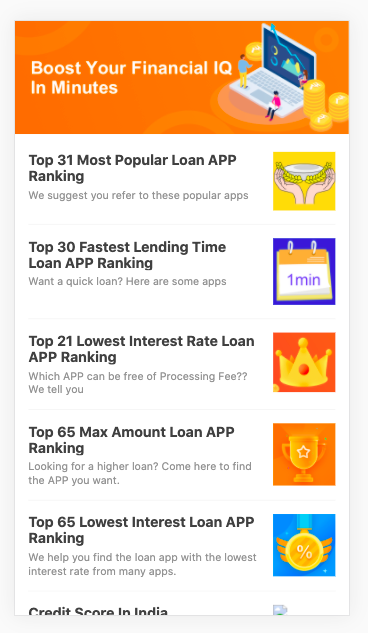 Boost Your Financial IQ
In Minutes
Top 31 Most Popular Loan APP
Ranking
We suggest you refer to these popular apps
Top 30 Fastest Lending Time
Loan APP Ranking
Want a quick loan? Here are some apps
1min
Top 21 Lowest Interest Rate Loan
APP Ranking
Which APP can be free of Processing Fee??
We tell you
Top 65 Max Amount Loan APP
Ranking
Looking for a higher loan? Come here to find
the APP you want.
Top 65 Lowest Interest Loan APP
Ranking
We help you find the loan app with the lowest
interest rate from many apps.
%
Credit Score In India